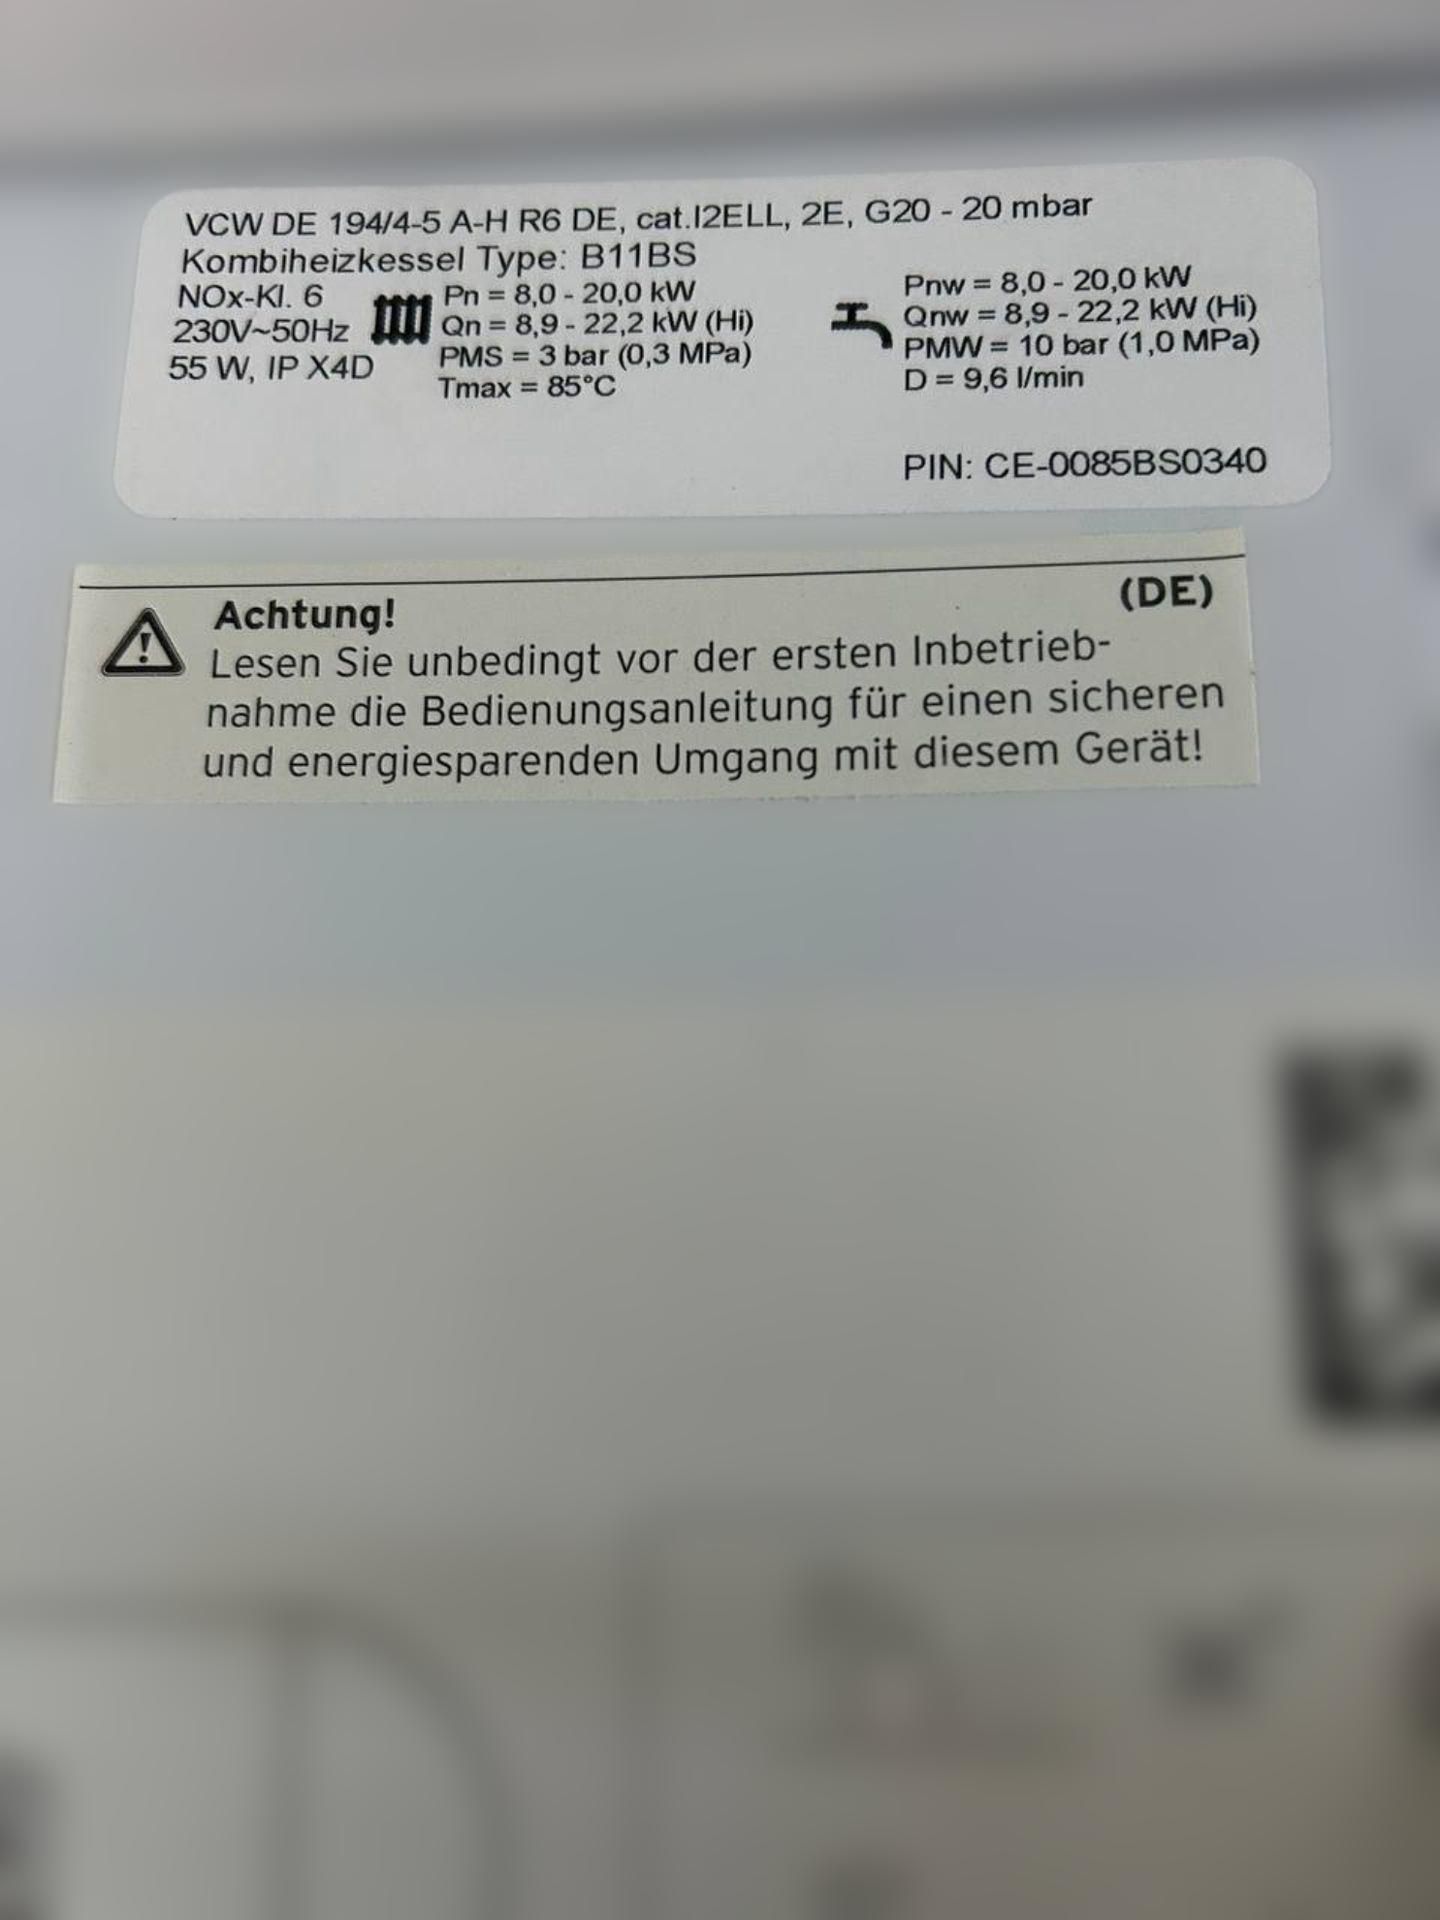 VCW DE 194/4-5 A-H R6 DE, cat.I2ELL, 2E, G20 - 20 mbar
Kombiheizkessel Type: B11BS
NOx-Kl. 6
230V~50Hz
55 W, IP X4D
Pn = 8,0 - 20,0 kW
Qn = 8,9 - 22,2 kW (Hi)
PMS = 3 bar (0,3 MPa)
Tmax = 85°C
Pnw = 8,0 - 20,0 kW
Qnw = 8,9 - 22,2 kW (Hi)
PMW = 10 bar (1,0 MPa)
D = 9,6 l/min
PIN: CE-0085BS0340
(DE)
Achtung!
Lesen Sie unbedingt vor der ersten Inbetrieb-
nahme die Bedienungsanleitung für einen sicheren
und energiesparenden Umgang mit diesem Gerät!